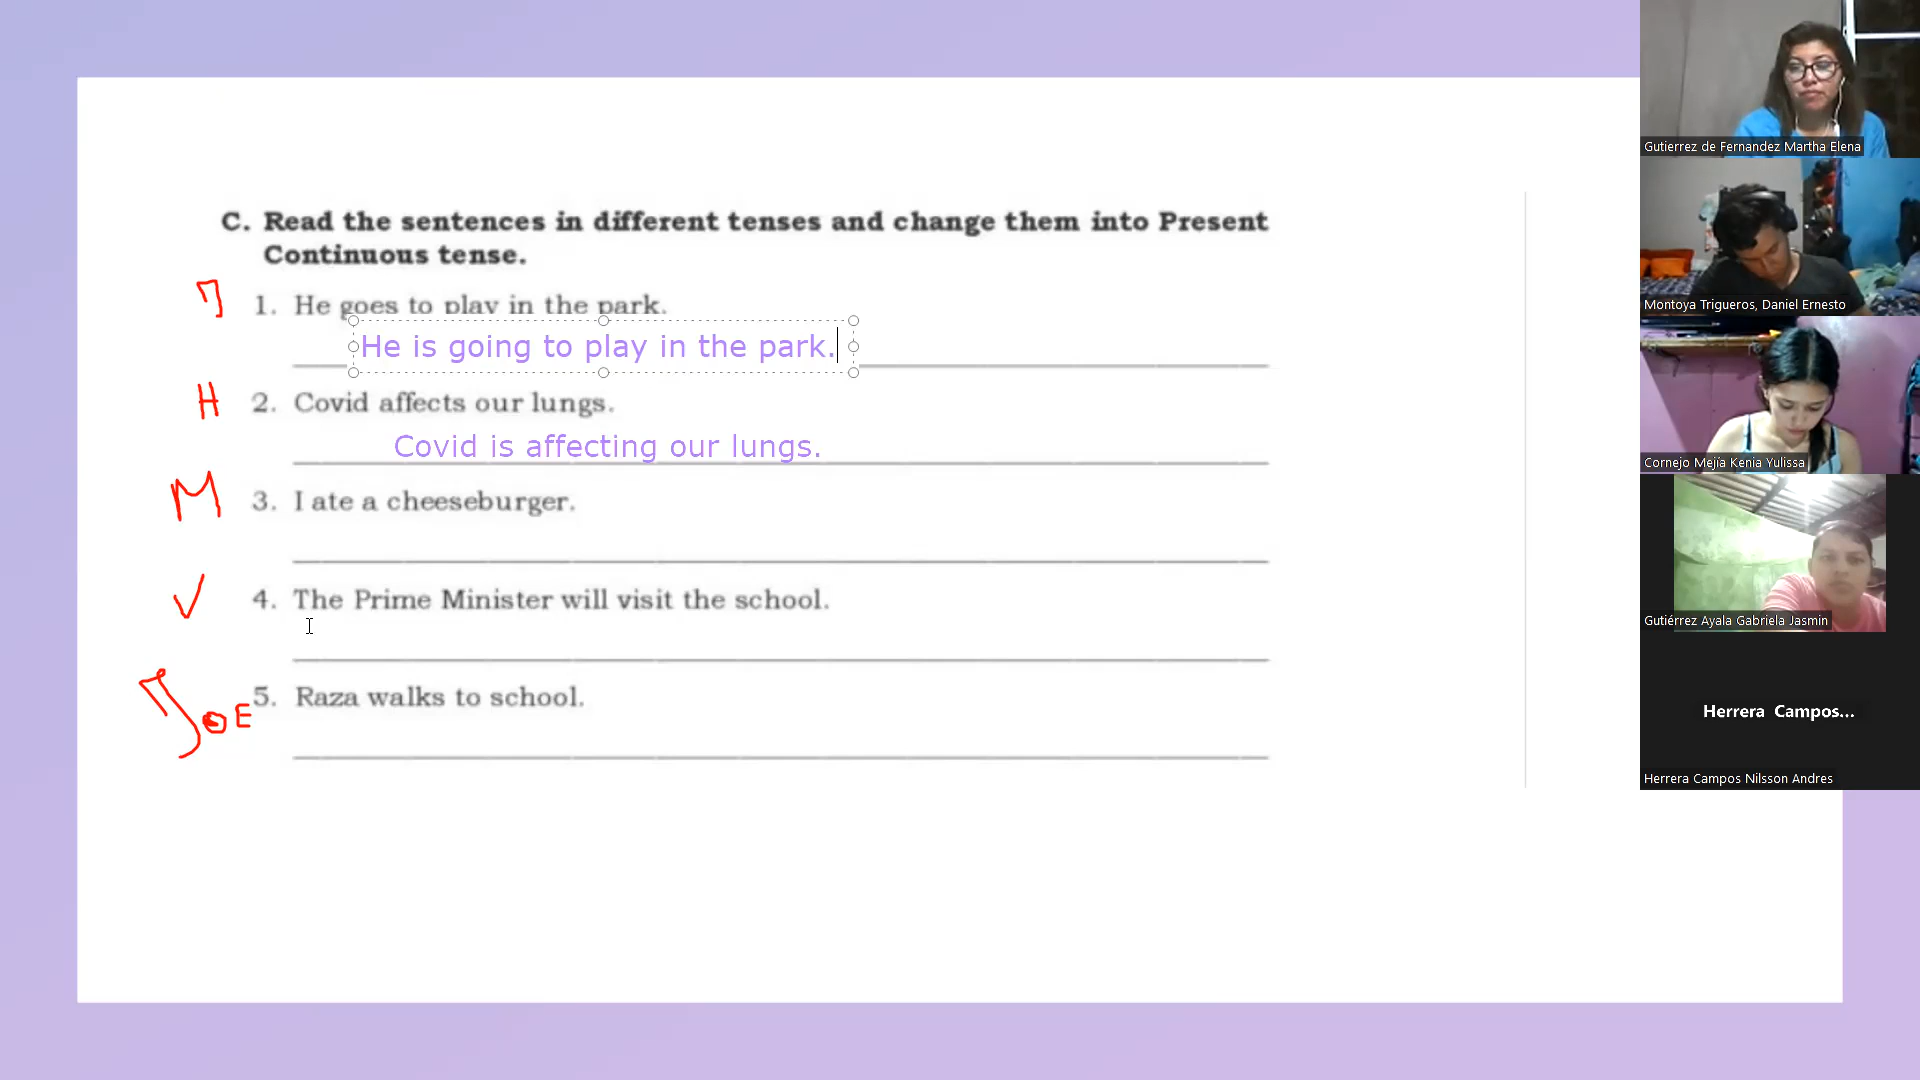 C. Read the sentences in different tenses and change them into Present
Continuous tense.
1. He goes to play in the park.
He is going to play in the park.
H
2. Covid affects our lungs.
Covid is affecting our lungs.
M
3. I ate a cheeseburger.
V
4. The Prime Minister will visit the school.
JOE
5. Raza walks to school.
Gutierrez de Fernandez Martha Elena
Montoya Trigueros, Daniel Ernesto
Cornejo Mejía Kenia Yulissa
Gutiérrez Ayala Gabriela Jasmin
Herrera Campos...
Herrera Campos Nilsson Andres